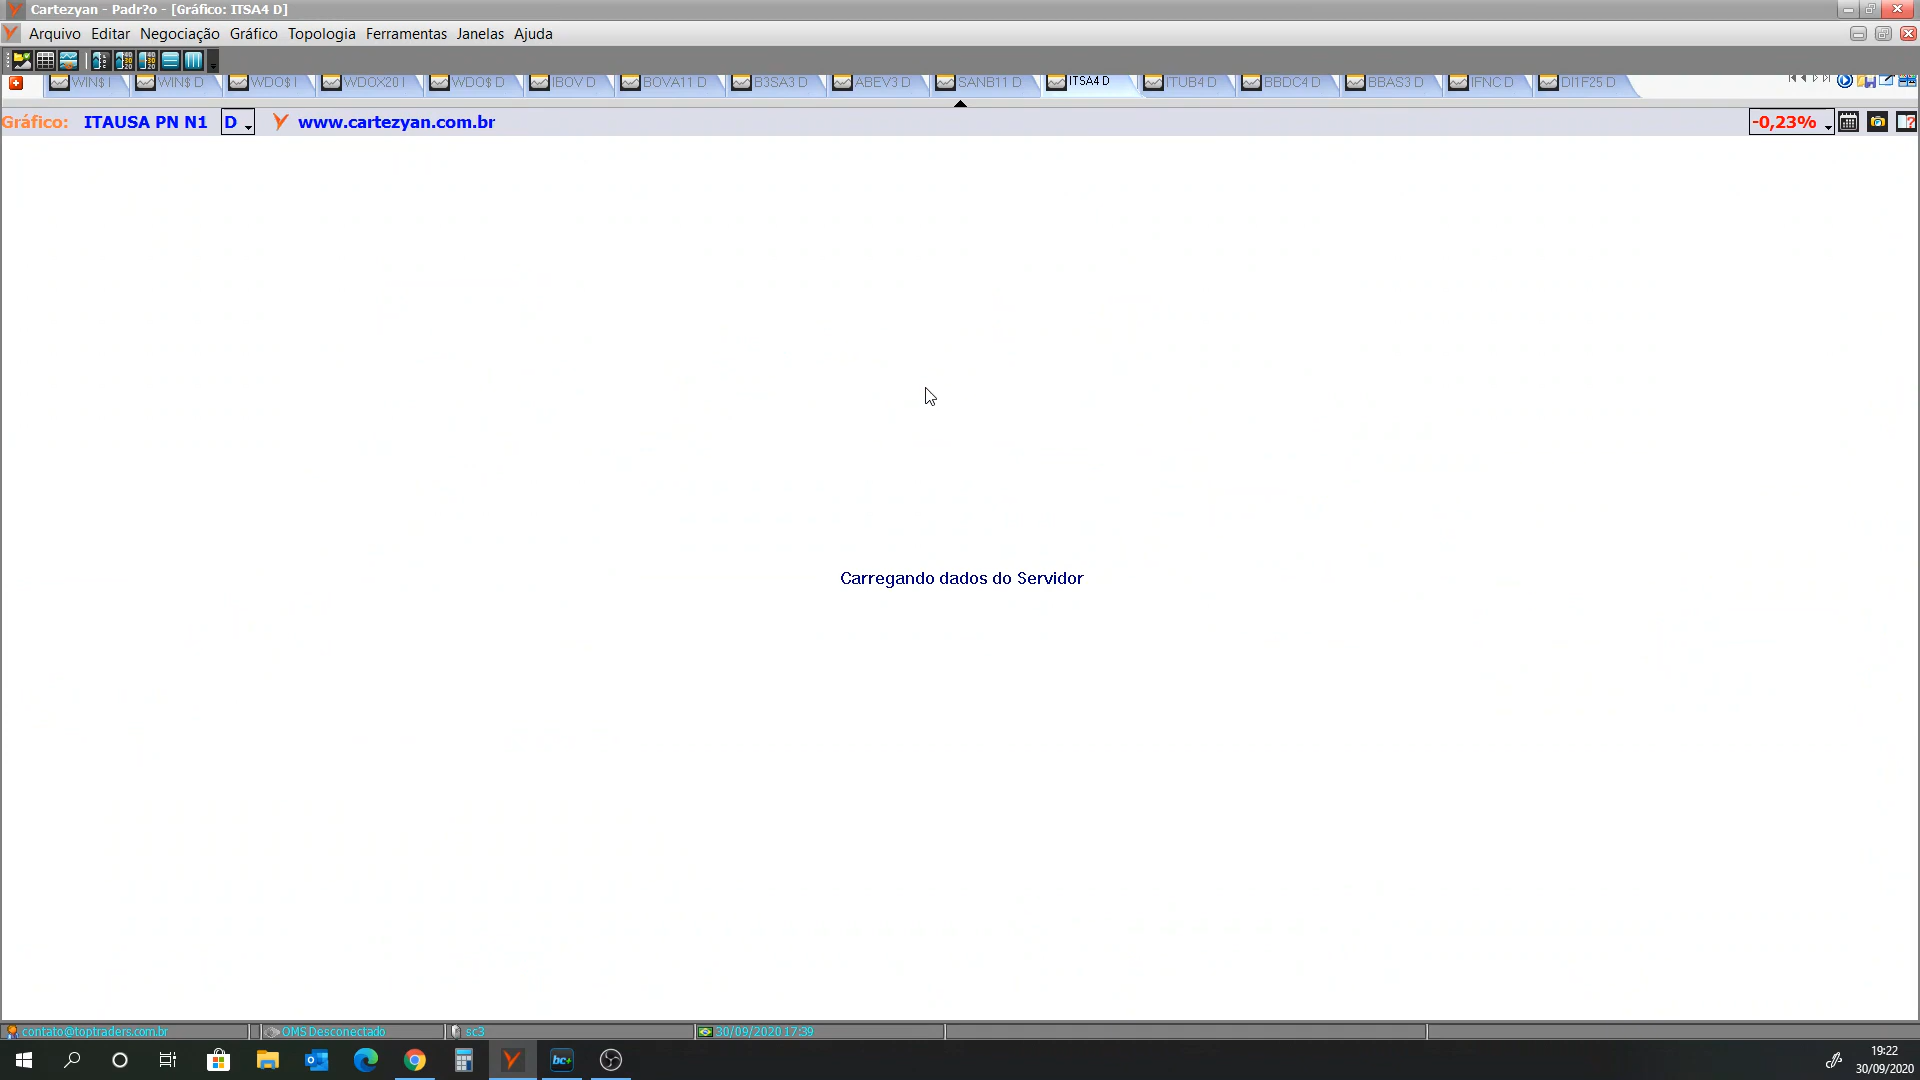 Cartezyan - Padr?o - [Gráfico: ITSA4 D]
Arquivo Editar Negociação Gráfico Topologia Ferramentas Janelas Ajuda
WIN$ I WIN$ D WDO$ I WDOX20 I WDO$ D IBOV D BOVA11 D B3SA3 D ABEV3 D SANB11 D ITSA4 D ITUB4 D BBDC4 D BBAS3 D IFNC D DI1F25 D
Gráfico: ITAUSA PN N1 D www.cartezyan.com.br -0,23%
Carregando dados do Servidor
contato@toptraders.com.br OMS Desconectado sc3 30/09/2020 17:39
bc+ 19:22
30/09/2020